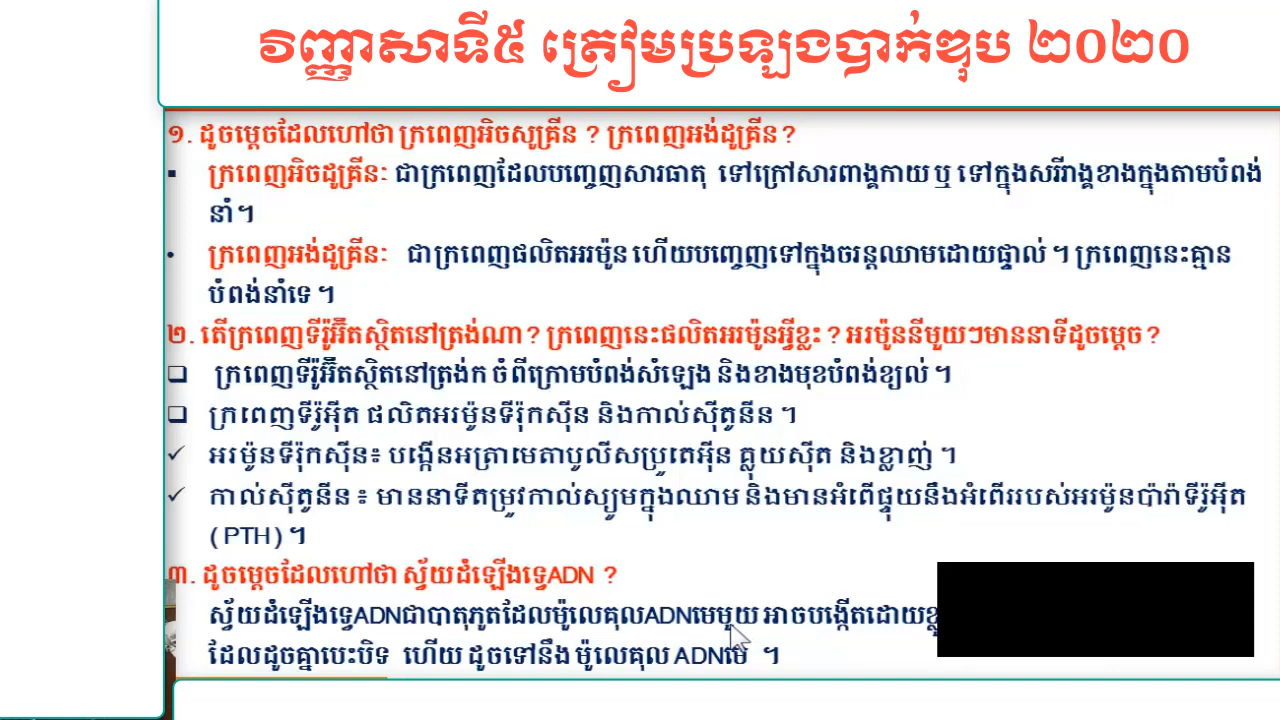 វិញ្ញាសាទី៥ ត្រៀមប្រឡងបាក់ឌុប ២០២០
១. ដូចម្តេចដែលហៅថា ក្រពេញអិចសូគ្រីន ? ក្រពេញអង់ដូគ្រីន ?
▪ ក្រពេញអិចដូគ្រីន: ជាក្រពេញដែលបញ្ចេញសារធាតុ ទៅក្រៅសារពាង្គកាយ ឬ ទៅក្នុងសរីរាង្គខាងក្នុងតាមបំពង់
នាំ ។
• ក្រពេញអង់ដូគ្រីន: ជាក្រពេញផលិតអរម៉ូន ហើយបញ្ចេញទៅក្នុងចរន្តឈាមដោយផ្ទាល់ ។ ក្រពេញនេះគ្មាន
បំពង់នាំទេ ។
២. តើក្រពេញទីរ៉ូអ៊ីតស្ថិតនៅត្រង់ណា ? ក្រពេញនេះផលិតអរម៉ូនអ្វីខ្លះ ? អរម៉ូននីមួយៗមាននាទីដូចម្តេច ?
❑ ក្រពេញទីរ៉ូអ៊ីតស្ថិតនៅត្រង់ក ចំពីក្រោមបំពង់សំឡេង និងខាងមុខបំពង់ខ្យល់ ។
❑ ក្រពេញទីរ៉ូអ៊ីត ផលិតអរម៉ូនទីរ៉ុកស៊ីន និងកាល់ស៊ីតូនីន ។
✓ អរម៉ូនទីរ៉ុកស៊ីន៖ បង្កើនអត្រាមេតាបូលីសប្រូតេអ៊ីន គ្លុយស៊ីត និងខ្លាញ់ ។
✓ កាល់ស៊ីតូនីន ៖ មាននាទីតម្រូវកាល់ស្យូមក្នុងឈាម និងមានអំពើផ្ទុយនឹងអំពើររបស់អរម៉ូនប៉ារ៉ាទីរ៉ូអ៊ីត
( PTH ) ។
៣. ដូចម្តេចដែលហៅថា ស្វ័យដំឡើងទ្វេADN ?
ស្វ័យដំឡើងទ្វេADNជាបាតុភូតដែលម៉ូលេគុលADNមេមួយ អាចបង្កើតដោយ
ដែលដូចគ្នាបេះបិទ ហើយ ដូចទៅនឹង ម៉ូលេគុល ADNមេ ។